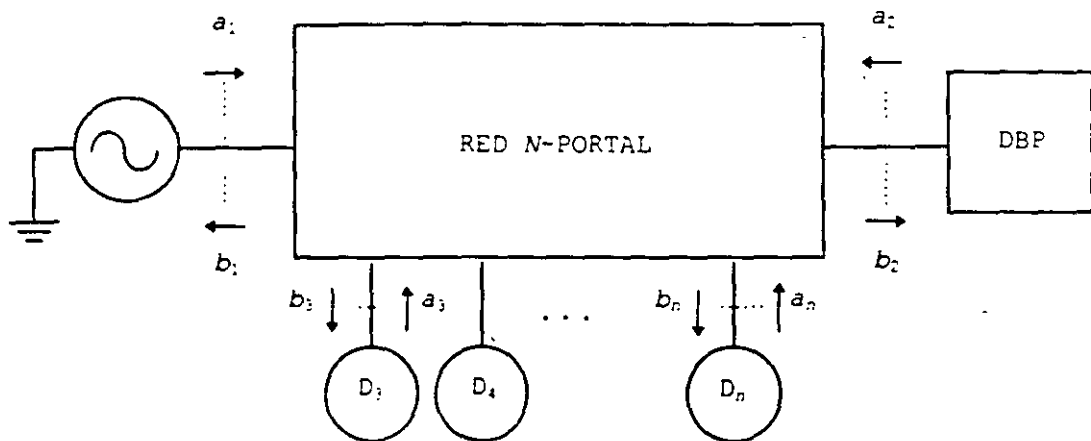 a₁
a₂
RED N-PORTAL
DBP
b₁
b₂
b₃
a₃
bₙ
aₙ
. . .
D₃
D₄
Dₙ